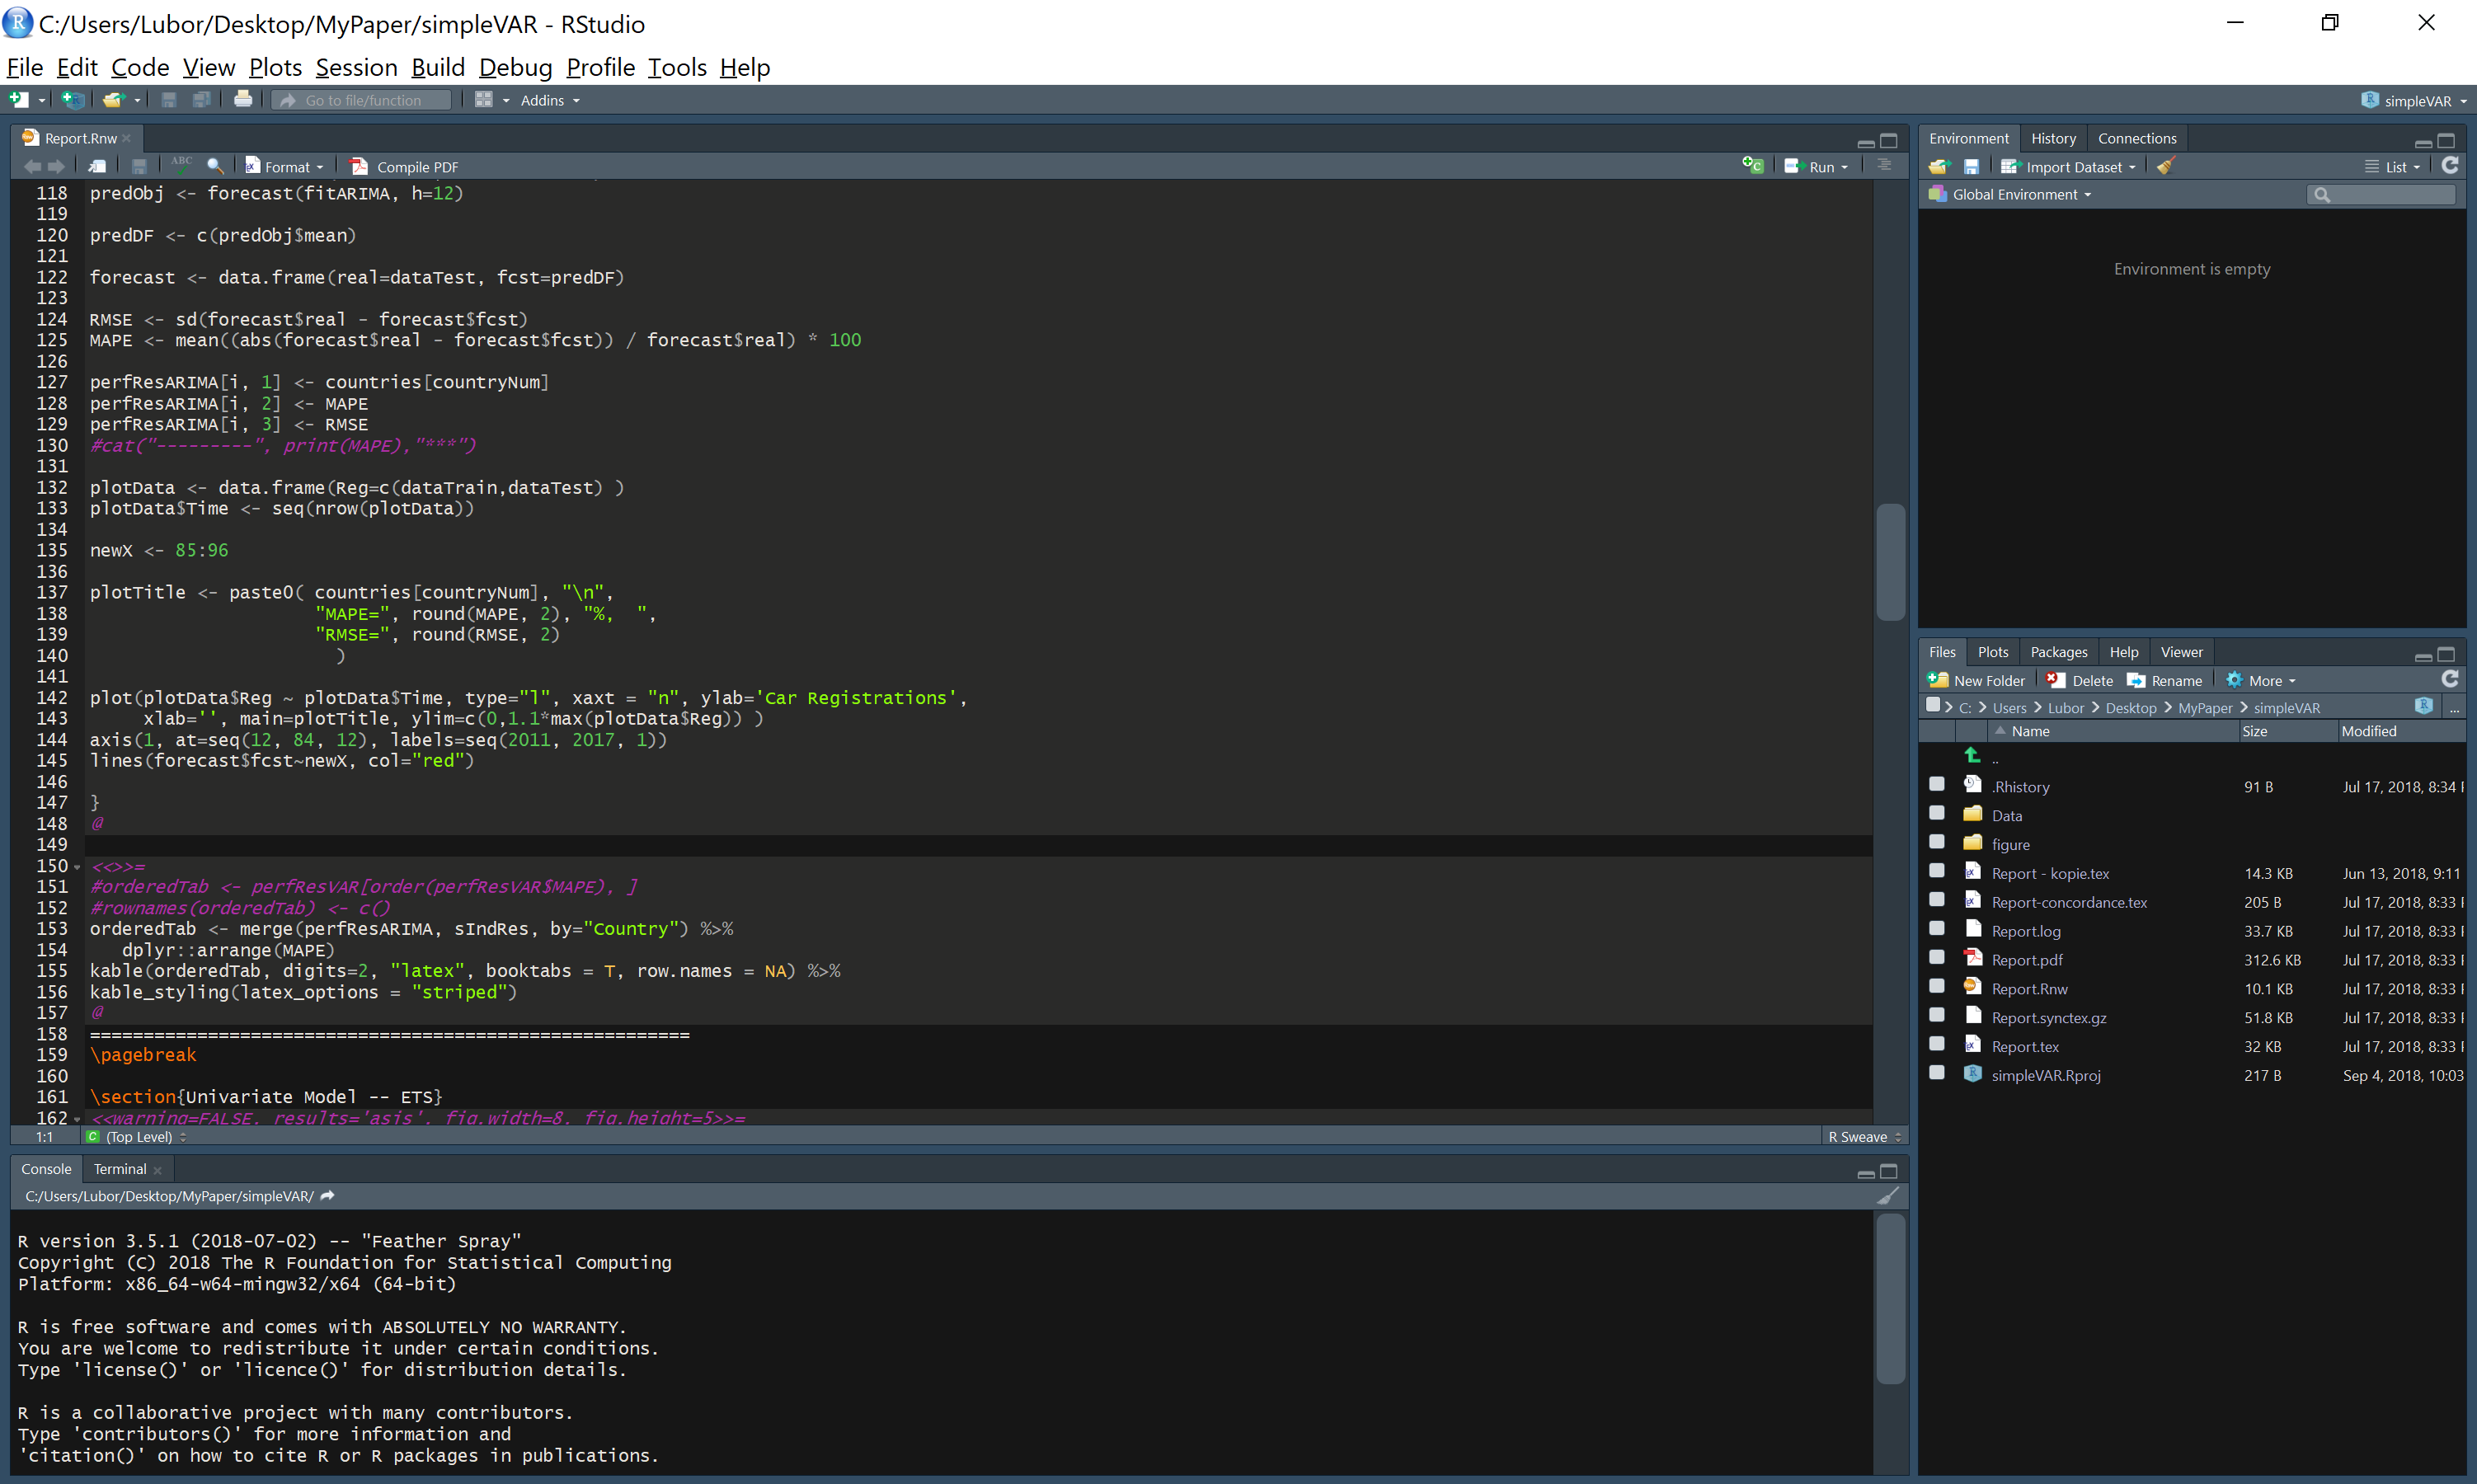 C:/Users/Lubor/Desktop/MyPaper/simpleVAR - RStudio
File Edit Code View Plots Session Build Debug Profile Tools Help
Go to file/function Addins simpleVAR
Report.Rnw
ABC Format Compile PDF Run
118 predObj <- forecast(fitARIMA, h=12)
119
120 predDF <- c(predObj$mean)
121
122 forecast <- data.frame(real=dataTest, fcst=predDF)
123
124 RMSE <- sd(forecast$real - forecast$fcst)
125 MAPE <- mean((abs(forecast$real - forecast$fcst)) / forecast$real) * 100
126
127 perfResARIMA[i, 1] <- countries[countryNum]
128 perfResARIMA[i, 2] <- MAPE
129 perfResARIMA[i, 3] <- RMSE
130 #cat("---------", print(MAPE),"***")
131
132 plotData <- data.frame(Reg=c(dataTrain,dataTest) )
133 plotData$Time <- seq(nrow(plotData))
134
135 newX <- 85:96
136
137 plotTitle <- paste0( countries[countryNum], "\n",
138 "MAPE=", round(MAPE, 2), "%,  ",
139 "RMSE=", round(RMSE, 2)
140 )
141
142 plot(plotData$Reg ~ plotData$Time, type="l", xaxt = "n", ylab='Car Registrations',
143 xlab='', main=plotTitle, ylim=c(0,1.1*max(plotData$Reg)) )
144 axis(1, at=seq(12, 84, 12), labels=seq(2011, 2017, 1))
145 lines(forecast$fcst~newX, col="red")
146
147 }
148 @
149
150 <<>>=
151 #orderedTab <- perfResVAR[order(perfResVAR$MAPE), ]
152 #rownames(orderedTab) <- c()
153 orderedTab <- merge(perfResARIMA, sIndRes, by="Country") %>%
154 dplyr::arrange(MAPE)
155 kable(orderedTab, digits=2, "latex", booktabs = T, row.names = NA) %>%
156 kable_styling(latex_options = "striped")
157 @
158 ========================================================
159 \pagebreak
160
161 \section{Univariate Model -- ETS}
162 <<warning=FALSE, results='asis', fig.width=8, fig.height=5>>=
1:1 C (Top Level) R Sweave
Console Terminal
C:/Users/Lubor/Desktop/MyPaper/simpleVAR/
R version 3.5.1 (2018-07-02) -- "Feather Spray"
Copyright (C) 2018 The R Foundation for Statistical Computing
Platform: x86_64-w64-mingw32/x64 (64-bit)
R is free software and comes with ABSOLUTELY NO WARRANTY.
You are welcome to redistribute it under certain conditions.
Type 'license()' or 'licence()' for distribution details.
R is a collaborative project with many contributors.
Type 'contributors()' for more information and
'citation()' on how to cite R or R packages in publications.
Environment History Connections
Import Dataset List
Global Environment
Environment is empty
Files Plots Packages Help Viewer
New Folder Delete Rename More
C: > Users > Lubor > Desktop > MyPaper > simpleVAR ...
Name Size Modified
..
.Rhistory 91 B Jul 17, 2018, 8:34
Data
figure
Report - kopie.tex 14.3 KB Jun 13, 2018, 9:11
Report-concordance.tex 205 B Jul 17, 2018, 8:33
Report.log 33.7 KB Jul 17, 2018, 8:33
Report.pdf 312.6 KB Jul 17, 2018, 8:33
Report.Rnw 10.1 KB Jul 17, 2018, 8:33
Report.synctex.gz 51.8 KB Jul 17, 2018, 8:33
Report.tex 32 KB Jul 17, 2018, 8:33
simpleVAR.Rproj 217 B Sep 4, 2018, 10:03